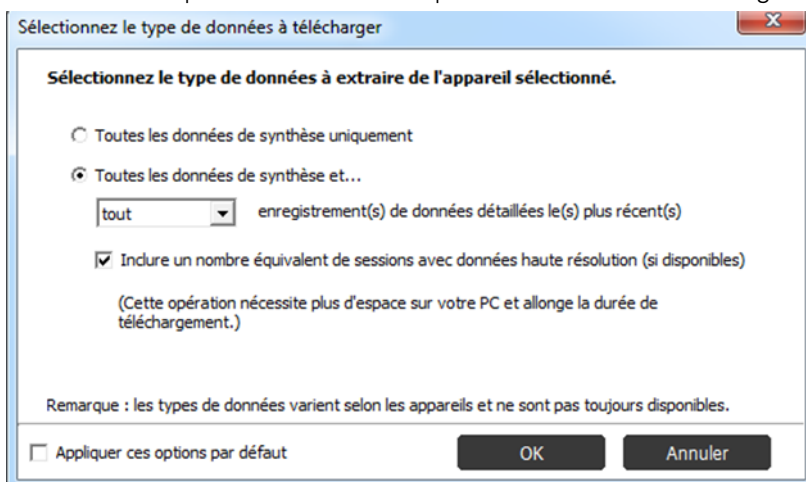 Sélectionnez le type de données à télécharger
Sélectionnez le type de données à extraire de l'appareil sélectionné.
Toutes les données de synthèse uniquement
Toutes les données de synthèse et...
tout enregistrement(s) de données détaillées le(s) plus récent(s)
Inclure un nombre équivalent de sessions avec données haute résolution (si disponibles)
(Cette opération nécessite plus d'espace sur votre PC et allonge la durée de
téléchargement.)
Remarque : les types de données varient selon les appareils et ne sont pas toujours disponibles.
Appliquer ces options par défaut OK Annuler